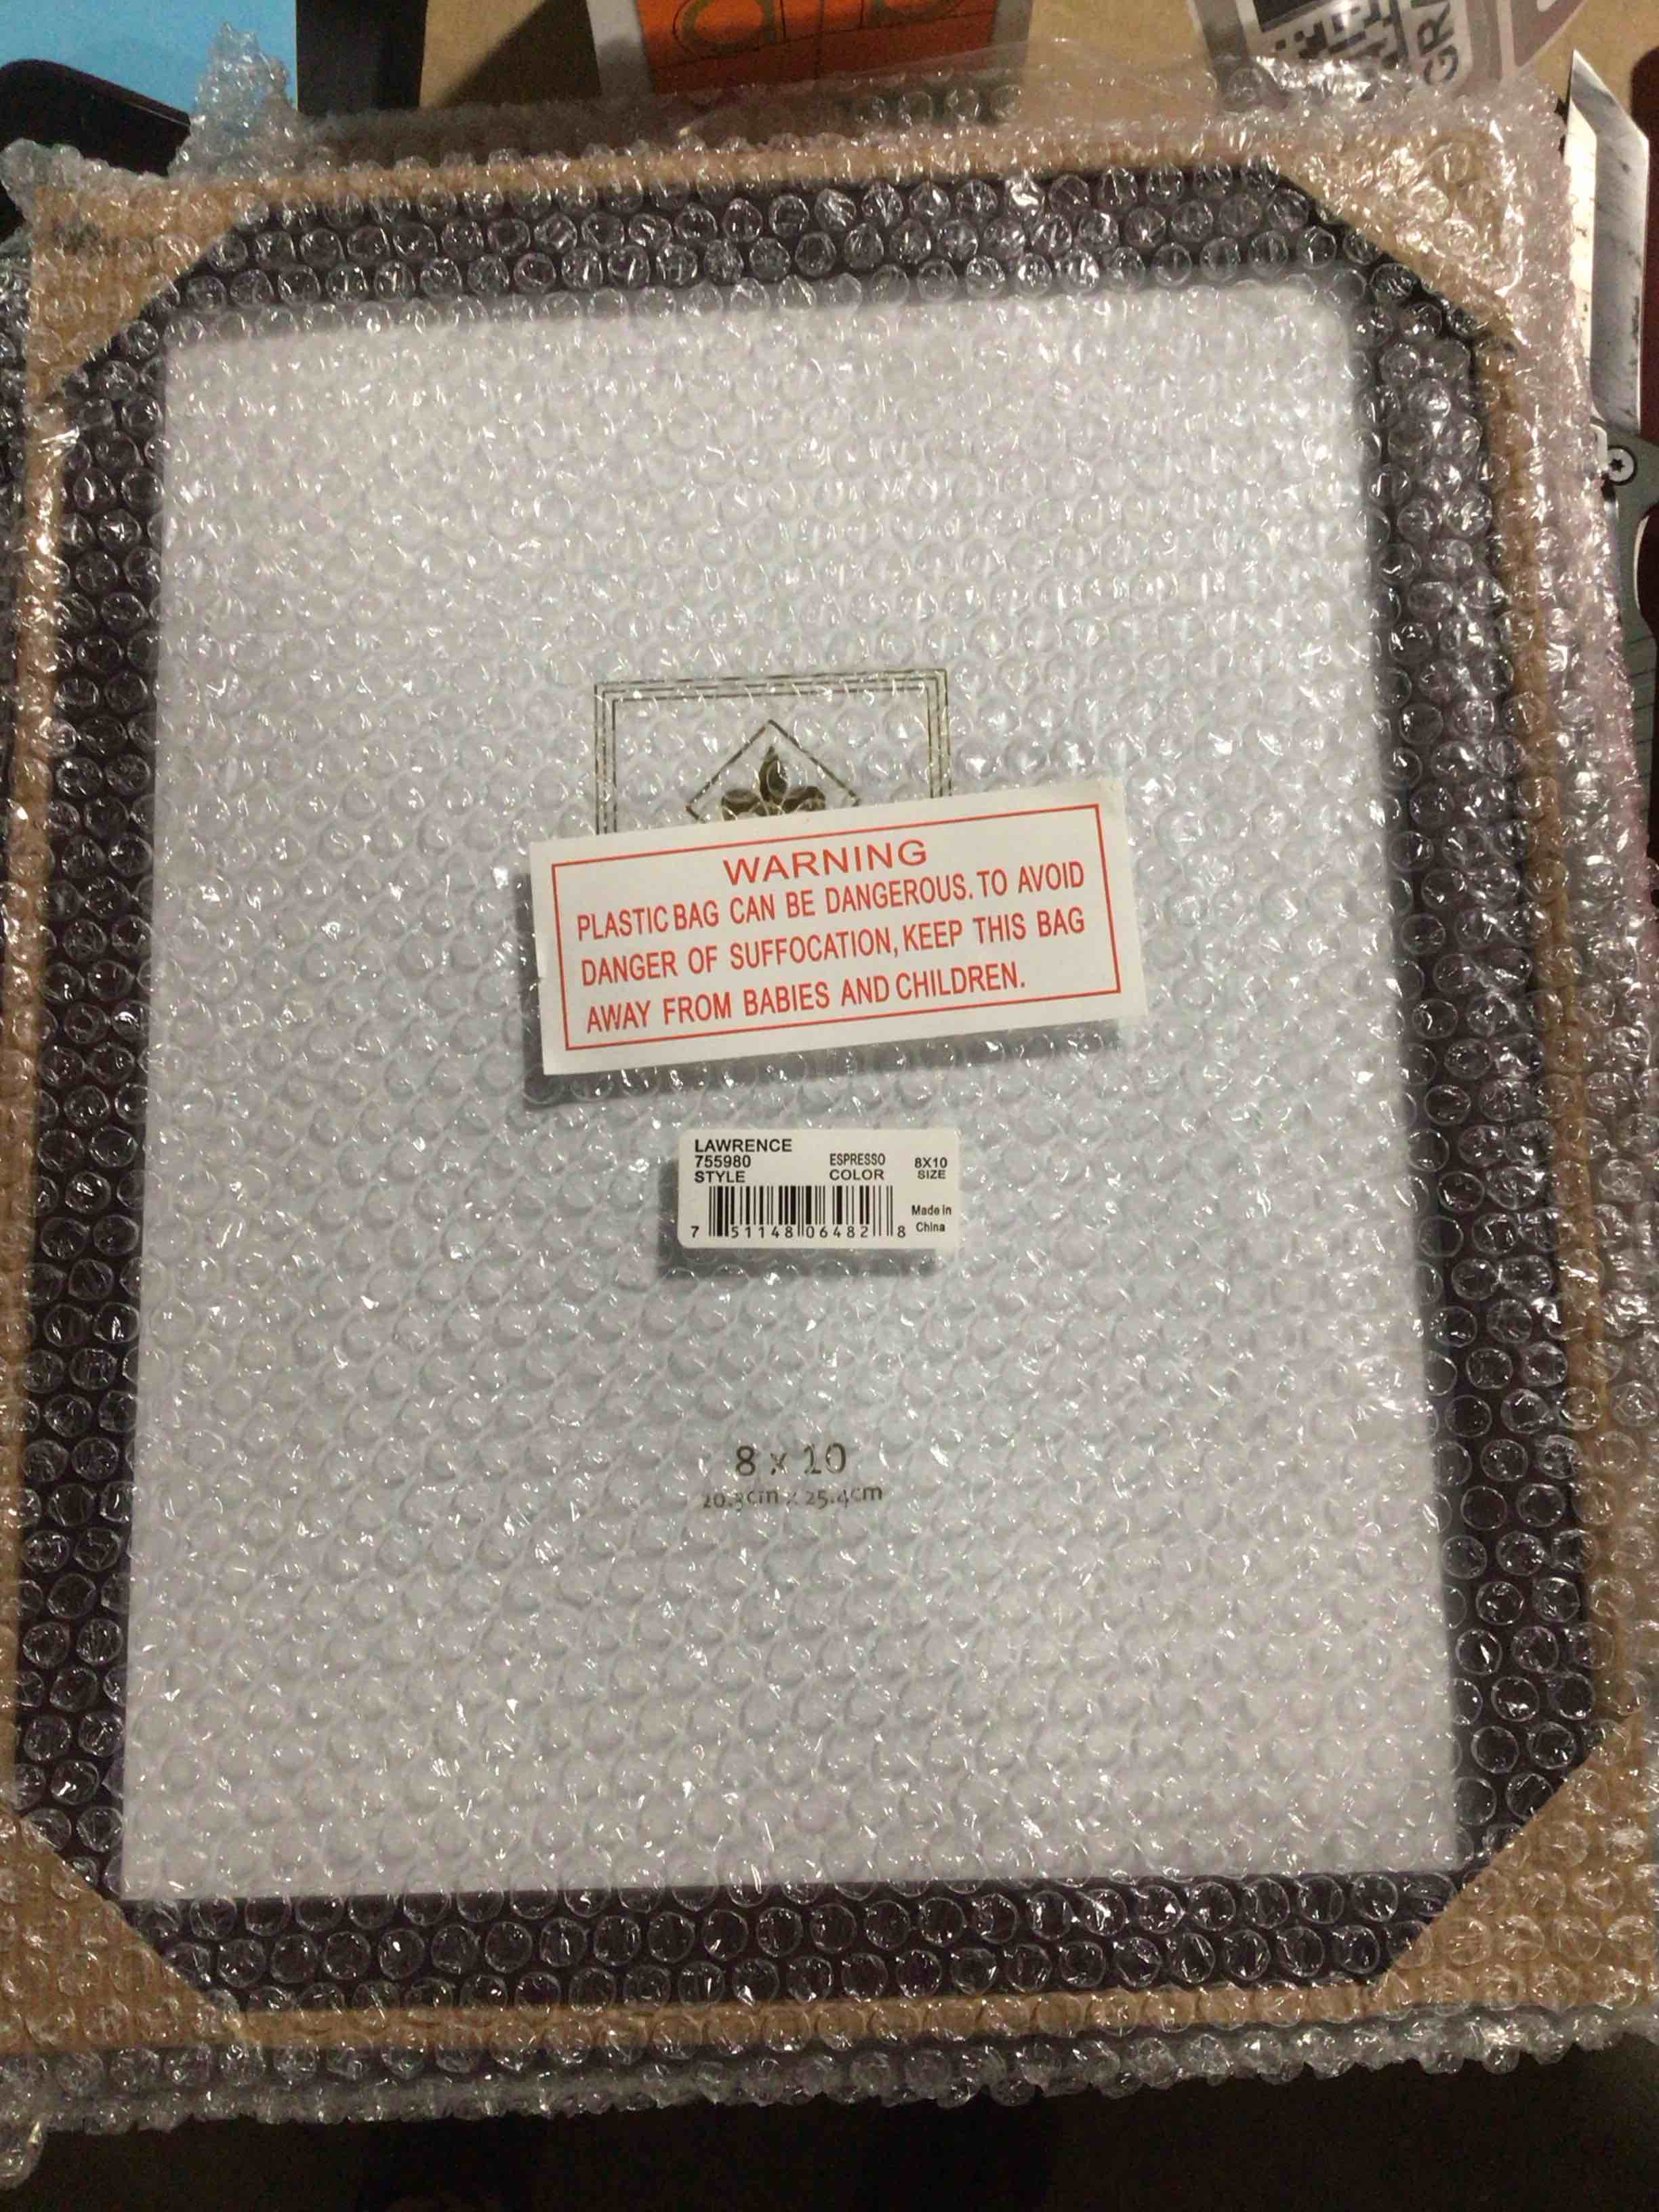 GRA
WARNING
PLASTIC BAG CAN BE DANGEROUS. TO AVOID
DANGER OF SUFFOCATION, KEEP THIS BAG
AWAY FROM BABIES AND CHILDREN.
LAWRENCE
755980 ESPRESSO 8X10
STYLE COLOR SIZE
Made in
China
7 51148 06482 8
8 x 10
20.3cm x 25.4cm